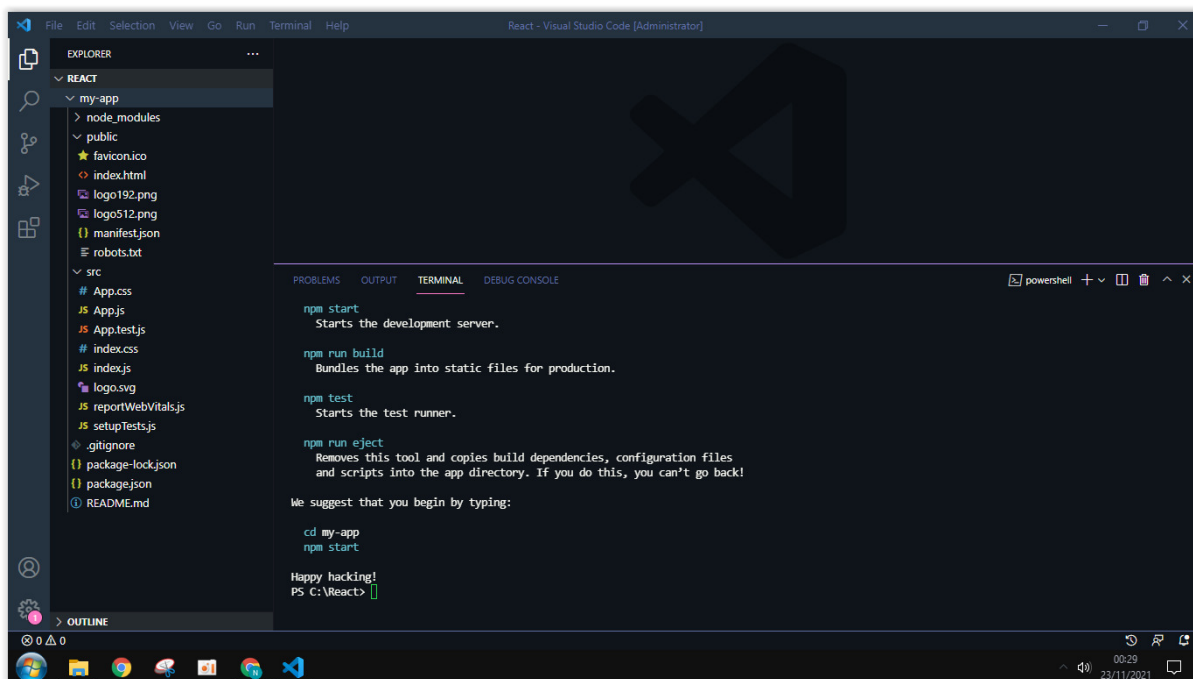 File Edit Selection View Go Run Terminal Help React - Visual Studio Code [Administrator]
EXPLORER
REACT
my-app
node_modules
public
favicon.ico
index.html
logo192.png
logo512.png
manifest.json
robots.txt
src
App.css
App.js
App.test.js
index.css
index.js
logo.svg
reportWebVitals.js
setupTests.js
.gitignore
package-lock.json
package.json
README.md
OUTLINE
PROBLEMS OUTPUT TERMINAL DEBUG CONSOLE powershell
npm start
Starts the development server.
npm run build
Bundles the app into static files for production.
npm test
Starts the test runner.
npm run eject
Removes this tool and copies build dependencies, configuration files
and scripts into the app directory. If you do this, you can’t go back!
We suggest that you begin by typing:
cd my-app
npm start
Happy hacking!
PS C:\React>
1
0 0
00:29
23/11/2021